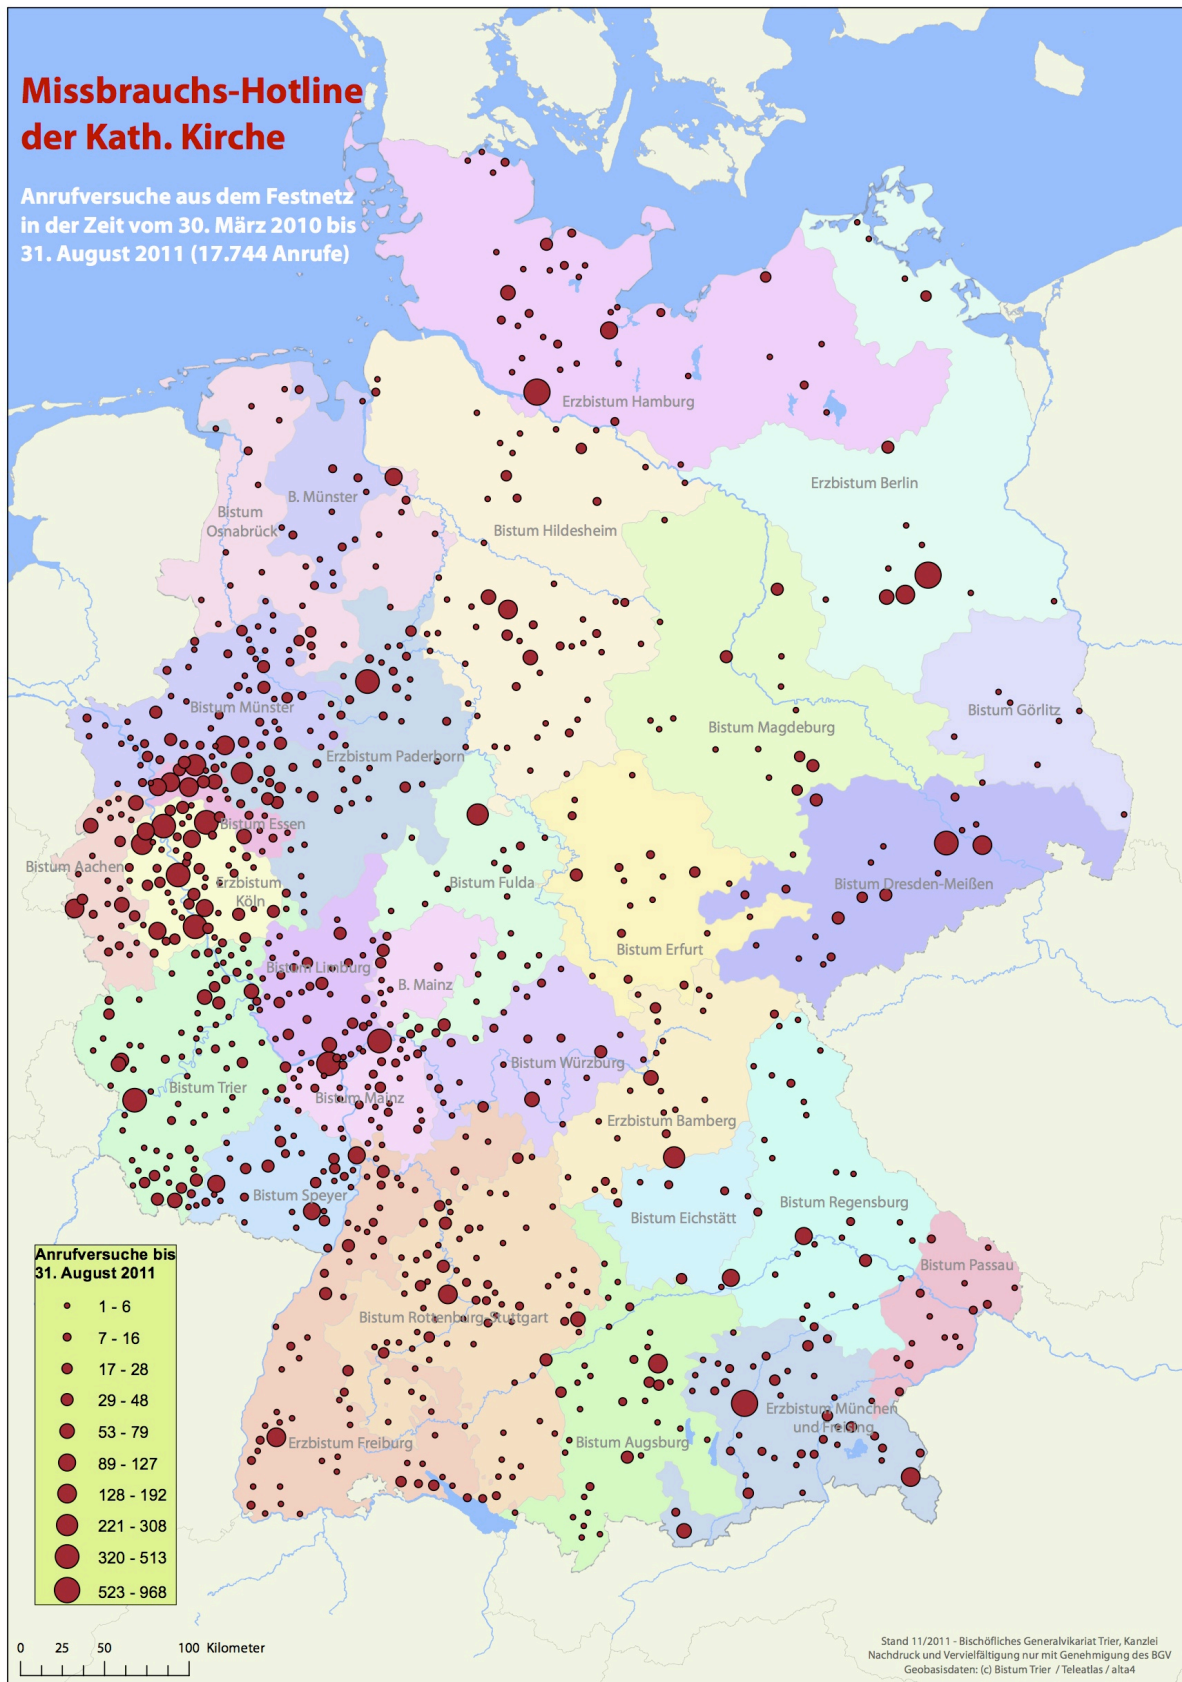 Missbrauchs-Hotline
der Kath. Kirche
Anrufversuche aus dem Festnetz
in der Zeit vom 30. März 2010 bis
31. August 2011 (17.744 Anrufe)
Erzbistum Hamburg
Erzbistum Berlin
B. Münster
Bistum
Osnabrück
Bistum Hildesheim
Bistum Münster
Bistum Magdeburg
Bistum Görlitz
Erzbistum Paderborn
Bistum Essen
Bistum Aachen
Erzbistum
Köln
Bistum Fulda
Bistum Dresden-Meißen
Bistum Erfurt
Bistum Limburg
B. Mainz
Bistum Würzburg
Bistum Trier
Bistum Mainz
Erzbistum Bamberg
Bistum Speyer
Bistum Eichstätt
Bistum Regensburg
Bistum Passau
Bistum Rottenburg-Stuttgart
Erzbistum München
und Freising
Erzbistum Freiburg
Bistum Augsburg
Anrufversuche bis
31. August 2011
1 - 6
7 - 16
17 - 28
29 - 48
53 - 79
89 - 127
128 - 192
221 - 308
320 - 513
523 - 968
0 25 50 100 Kilometer
Stand 11/2011 - Bischöfliches Generalvikariat Trier, Kanzlei
Nachdruck und Vervielfältigung nur mit Genehmigung des BGV
Geobasisdaten: (c) Bistum Trier / Teleatlas / alta4